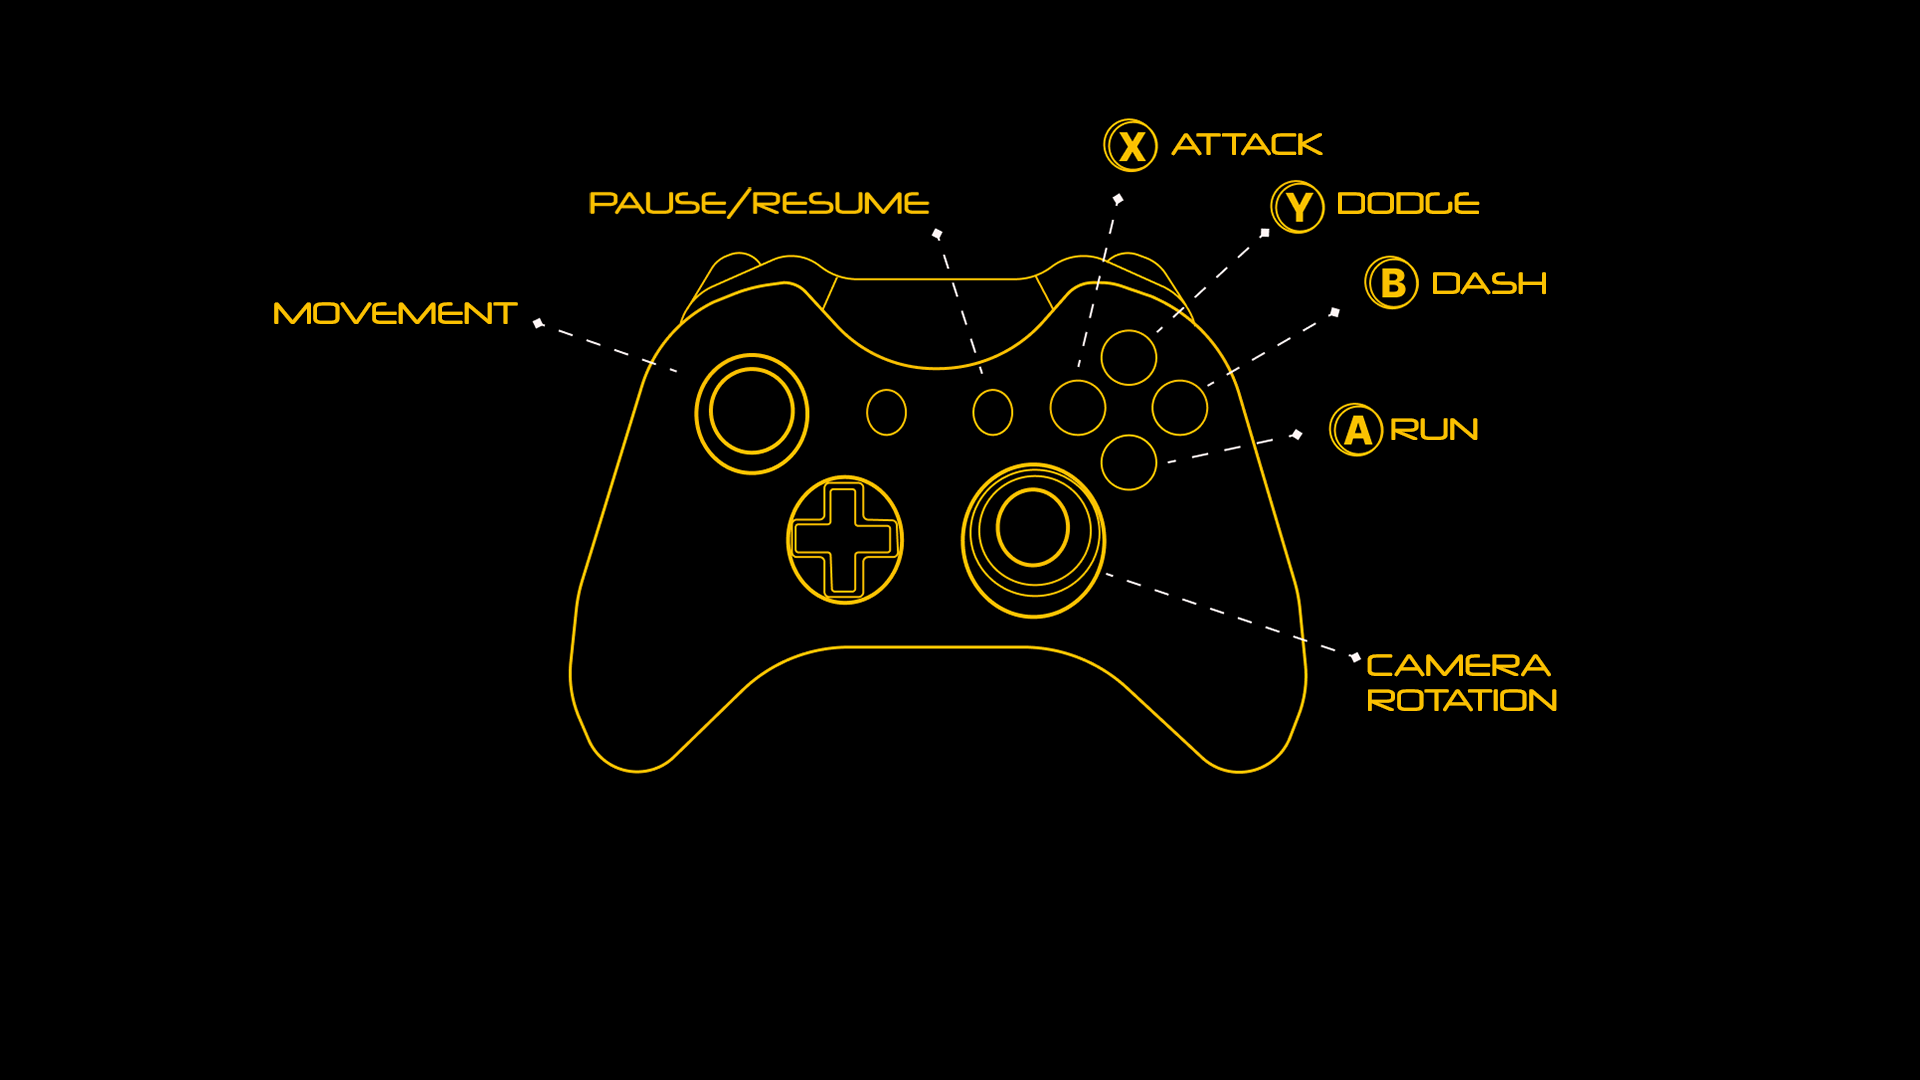 X ATTACK
PAUSE/RESUME
Y DODGE
B DASH
MOVEMENT
A RUN
CAMERA
ROTATION